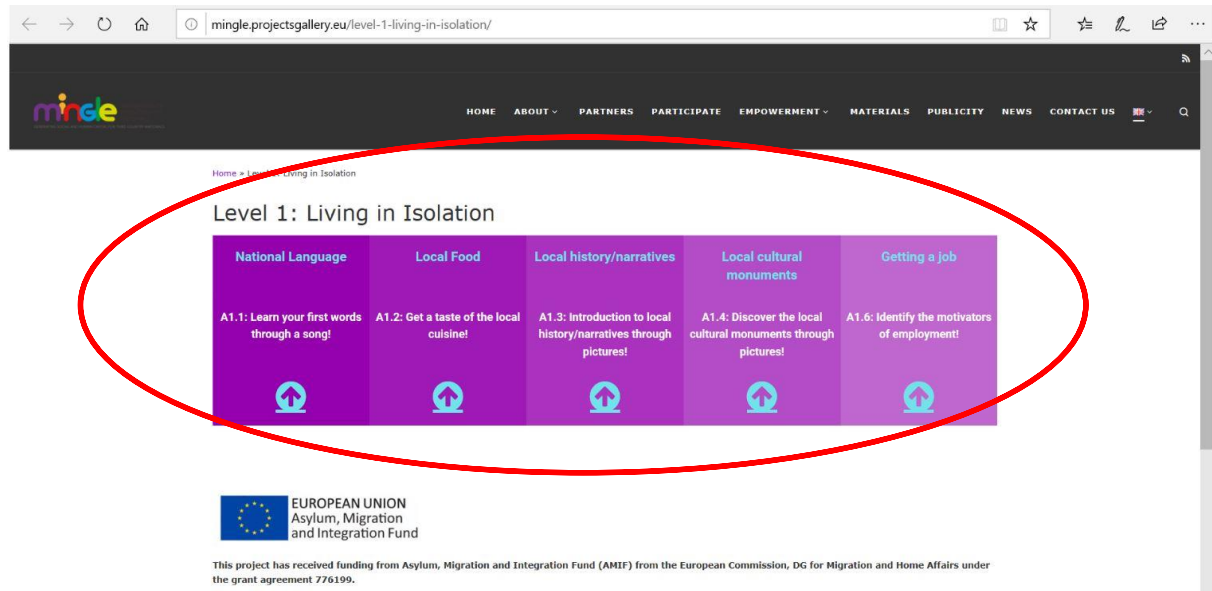 mingle.projectsgallery.eu/level-1-living-in-isolation/
mingle
HOME ABOUT PARTNERS PARTICIPATE EMPOWERMENT MATERIALS PUBLICITY NEWS CONTACT US
Home » Level 1: Living in Isolation
Level 1: Living in Isolation
National Language
A1.1: Learn your first words
through a song!
Local Food
A1.2: Get a taste of the local
cuisine!
Local history/narratives
A1.3: Introduction to local
history/narratives through
pictures!
Local cultural
monuments
A1.4: Discover the local
cultural monuments through
pictures!
Getting a job
A1.6: Identify the motivators
of employment!
EUROPEAN UNION
Asylum, Migration
and Integration Fund
This project has received funding from Asylum, Migration and Integration Fund (AMIF) from the European Commission, DG for Migration and Home Affairs under
the grant agreement 776199.